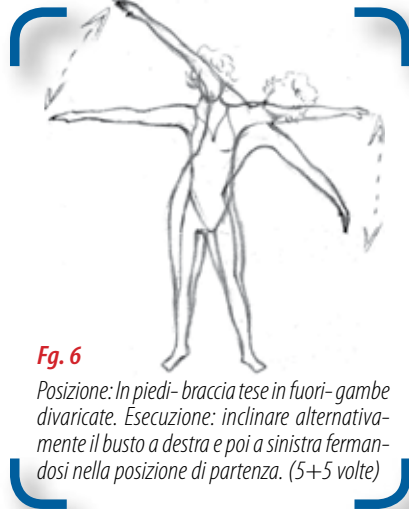 Fg. 6
Posizione: In piedi- braccia tese in fuori- gambe
divaricate. Esecuzione: inclinare alternativa-
mente il busto a destra e poi a sinistra ferman-
dosi nella posizione di partenza. (5+5 volte)